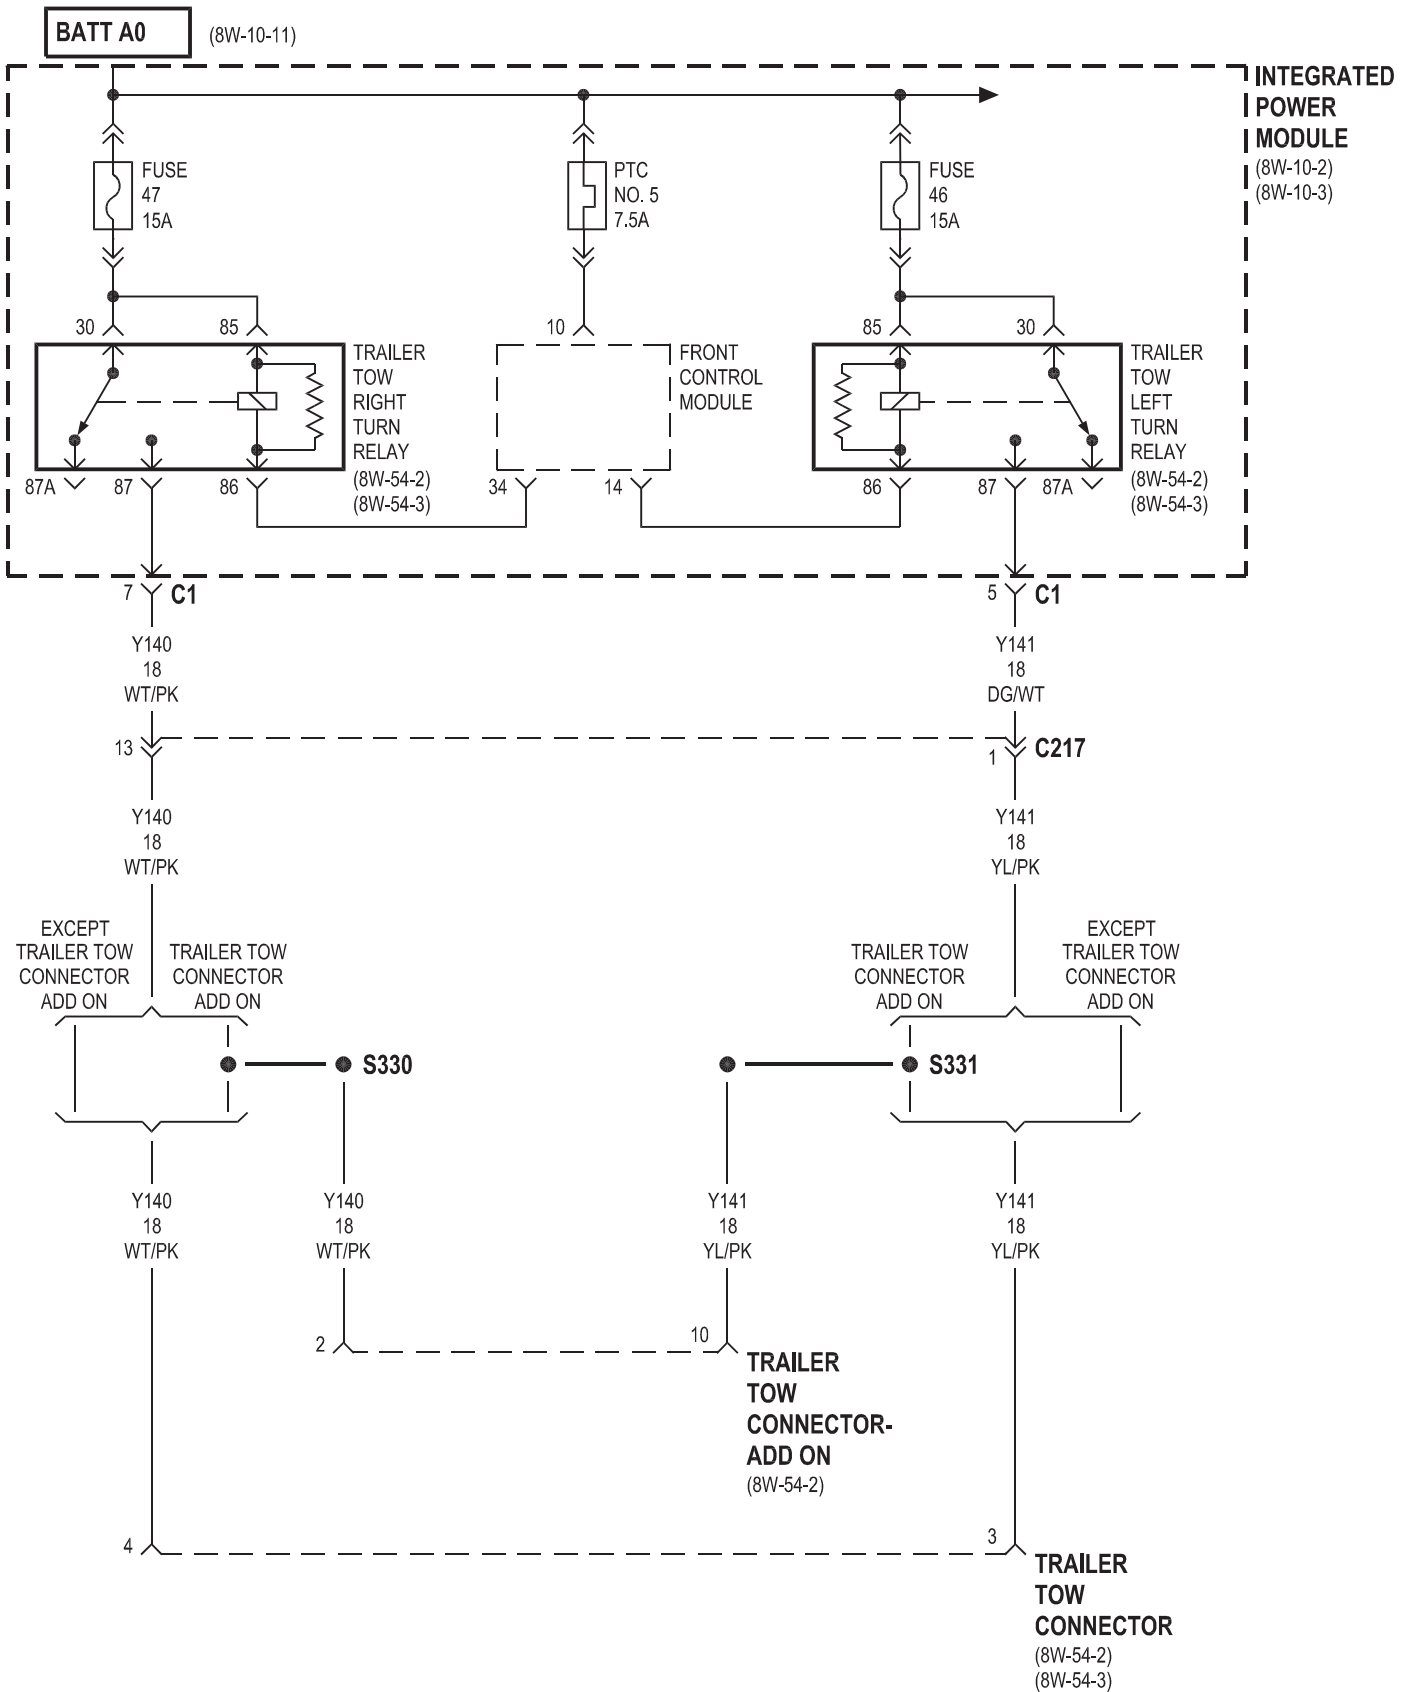 BATT A0 (8W-10-11)
INTEGRATED
POWER
MODULE
(8W-10-2)
(8W-10-3)
FUSE
47
15A
PTC
NO. 5
7.5A
FUSE
46
15A
30
85
10
85
30
TRAILER
TOW
RIGHT
TURN
RELAY
(8W-54-2)
(8W-54-3)
FRONT
CONTROL
MODULE
TRAILER
TOW
LEFT
TURN
RELAY
(8W-54-2)
(8W-54-3)
87A
87
86
34
14
86
87
87A
7 C1
5 C1
Y140
18
WT/PK
Y141
18
DG/WT
13
1 C217
Y140
18
WT/PK
Y141
18
YL/PK
EXCEPT
TRAILER TOW
CONNECTOR
ADD ON
TRAILER TOW
CONNECTOR
ADD ON
TRAILER TOW
CONNECTOR
ADD ON
EXCEPT
TRAILER TOW
CONNECTOR
ADD ON
S330
S331
Y140
18
WT/PK
Y140
18
WT/PK
Y141
18
YL/PK
Y141
18
YL/PK
2
10
TRAILER
TOW
CONNECTOR-
ADD ON
(8W-54-2)
4
3
TRAILER
TOW
CONNECTOR
(8W-54-2)
(8W-54-3)